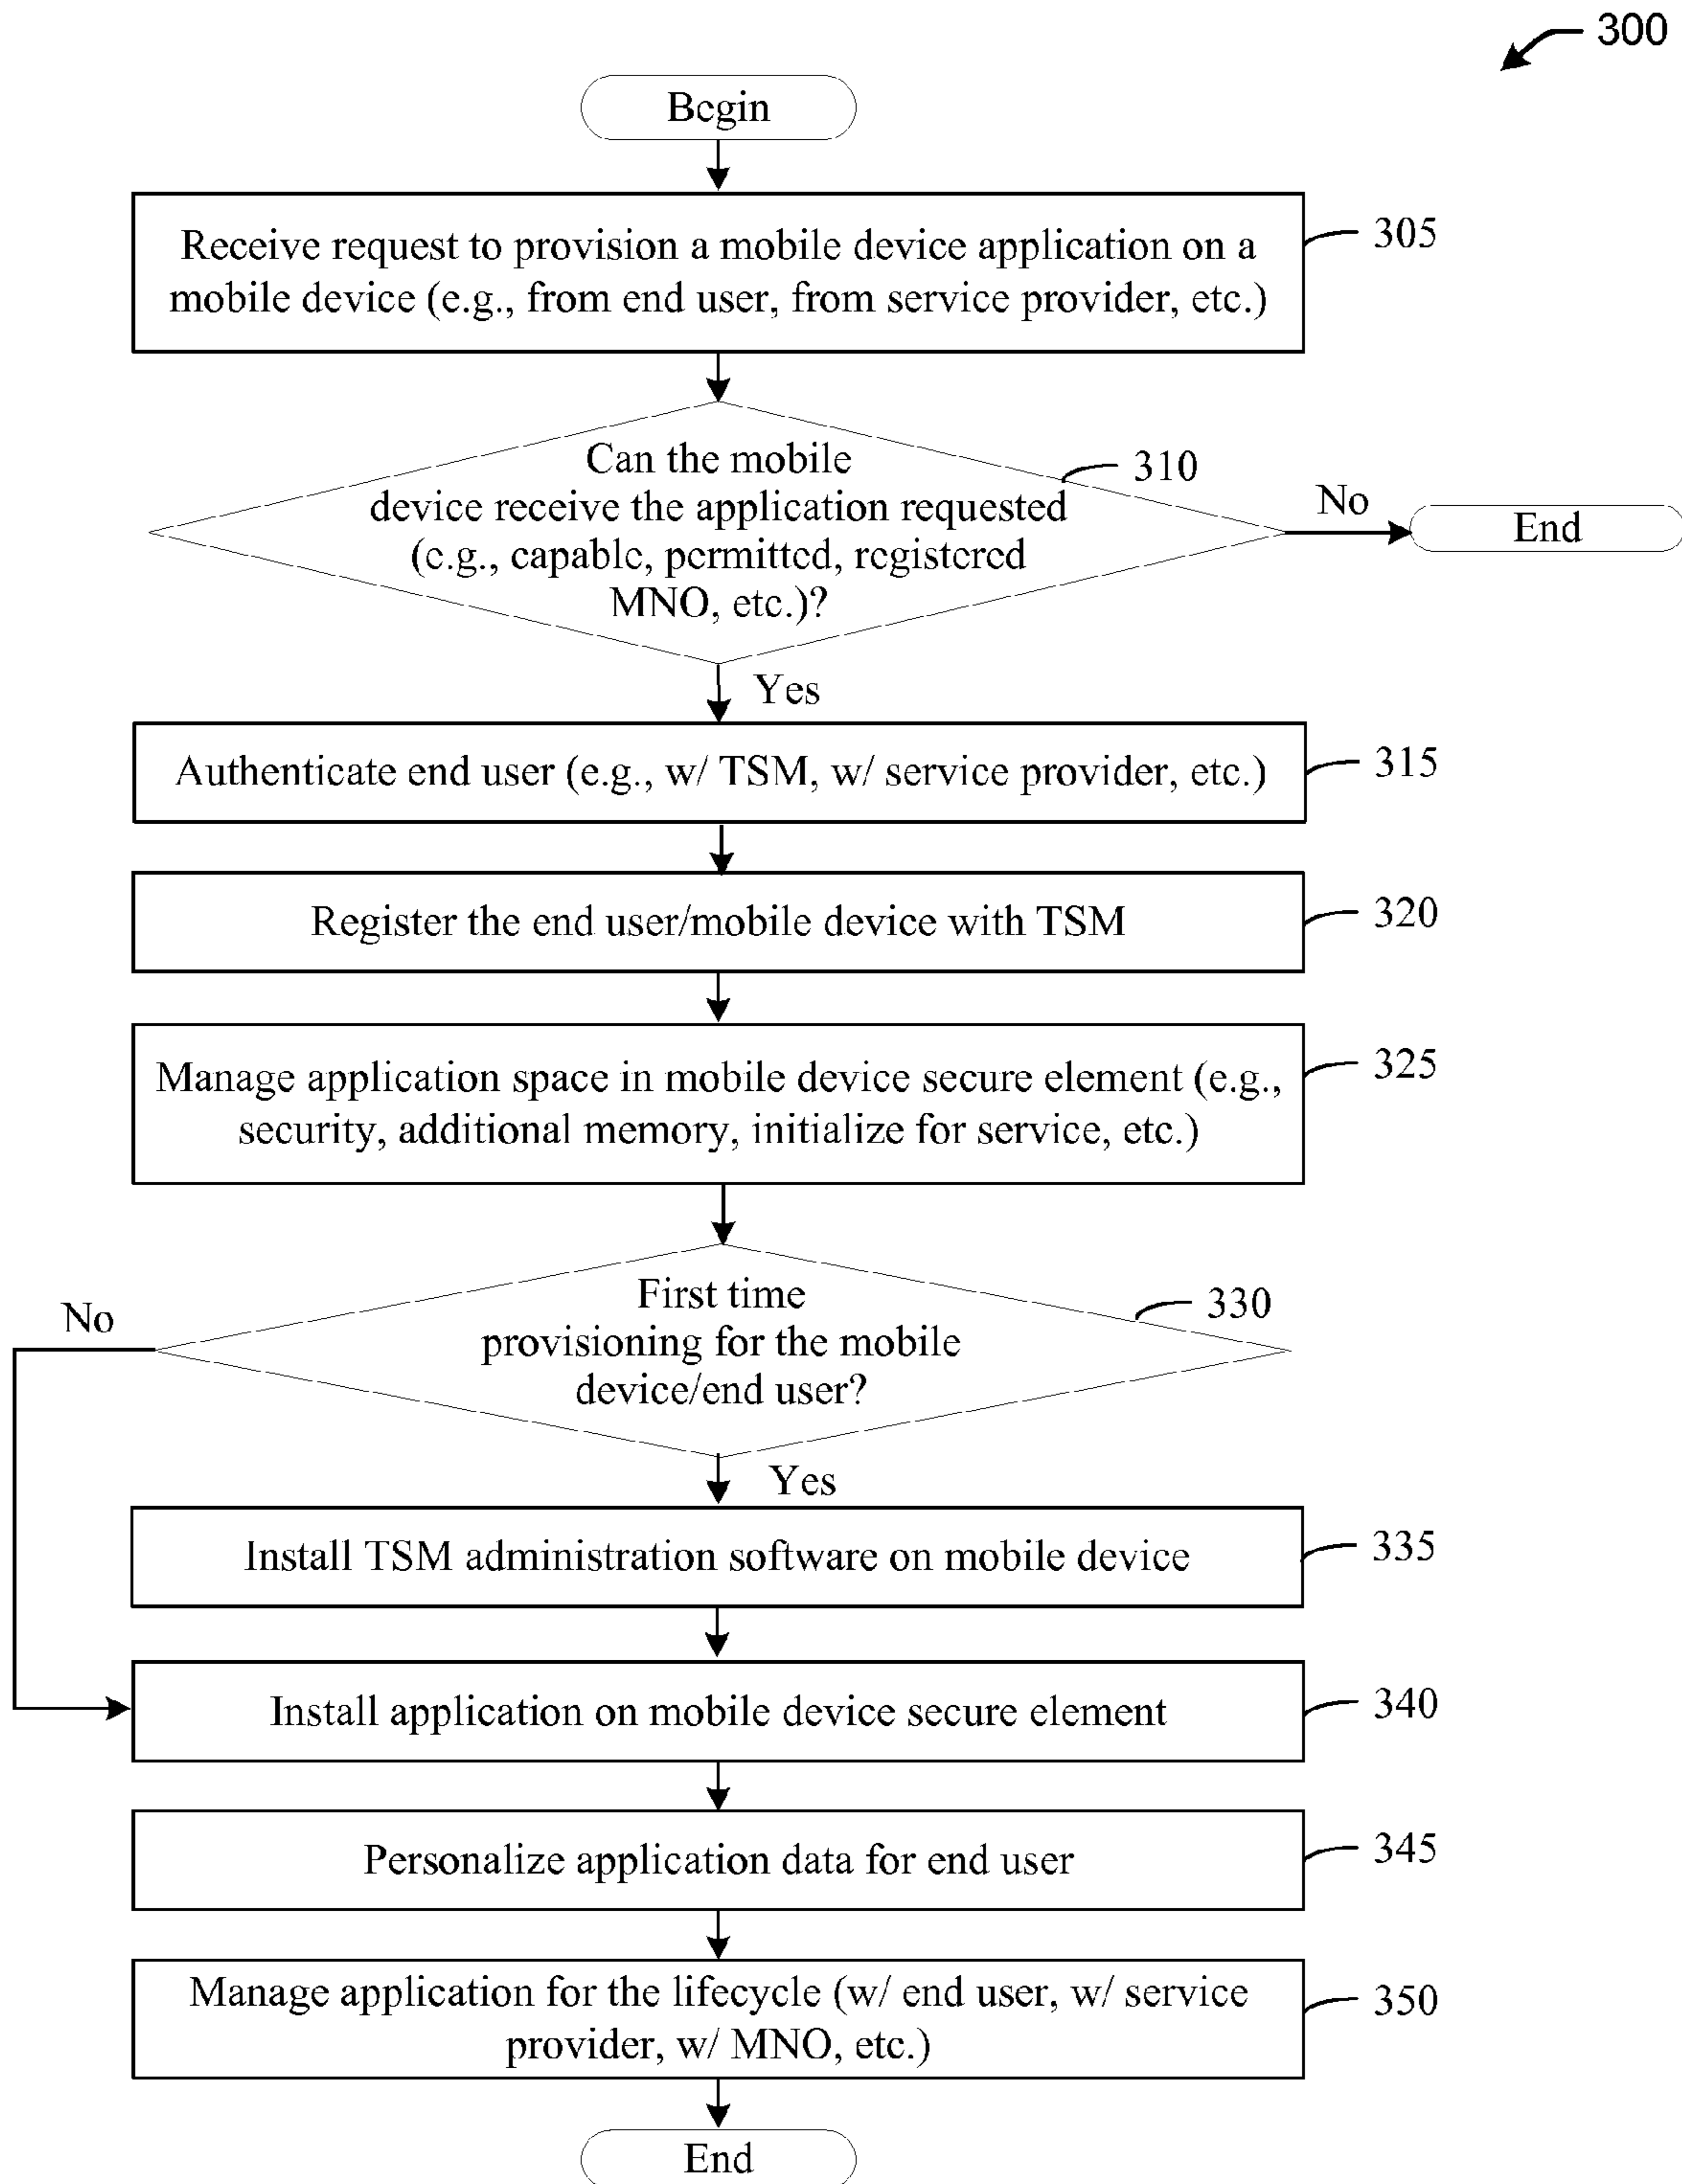 300
Begin
Receive request to provision a mobile device application on a
mobile device (e.g., from end user, from service provider, etc.)
305
Can the mobile
device receive the application requested
(e.g., capable, permitted, registered
MNO, etc.)?
310
No
End
Yes
Authenticate end user (e.g., w/ TSM, w/ service provider, etc.)
315
Register the end user/mobile device with TSM
320
Manage application space in mobile device secure element (e.g.,
security, additional memory, initialize for service, etc.)
325
First time
provisioning for the mobile
device/end user?
330
No
Yes
Install TSM administration software on mobile device
335
Install application on mobile device secure element
340
Personalize application data for end user
345
Manage application for the lifecycle (w/ end user, w/ service
provider, w/ MNO, etc.)
350
End